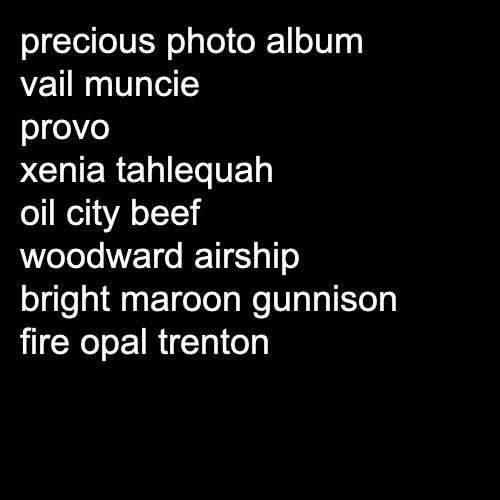 precious photo album
vail muncie
provo
xenia tahlequah
oil city beef
woodward airship
bright maroon gunnison
fire opal trenton